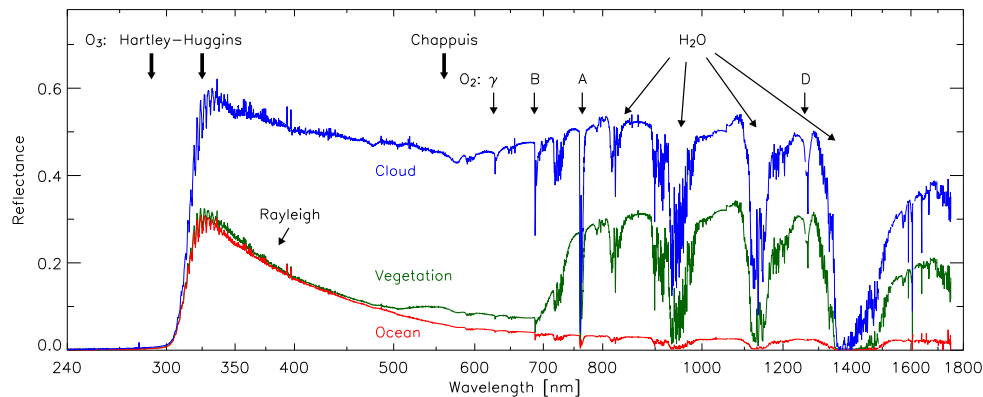 O₃: Hartley–Huggins
Chappuis
H₂O
O₂: γ
B
A
D
0.6
0.4
0.2
0.0
Reflectance
Cloud
Rayleigh
Vegetation
Ocean
240
300
350
400
500
600
700
800
1000
1200
1400
1600
1800
Wavelength [nm]